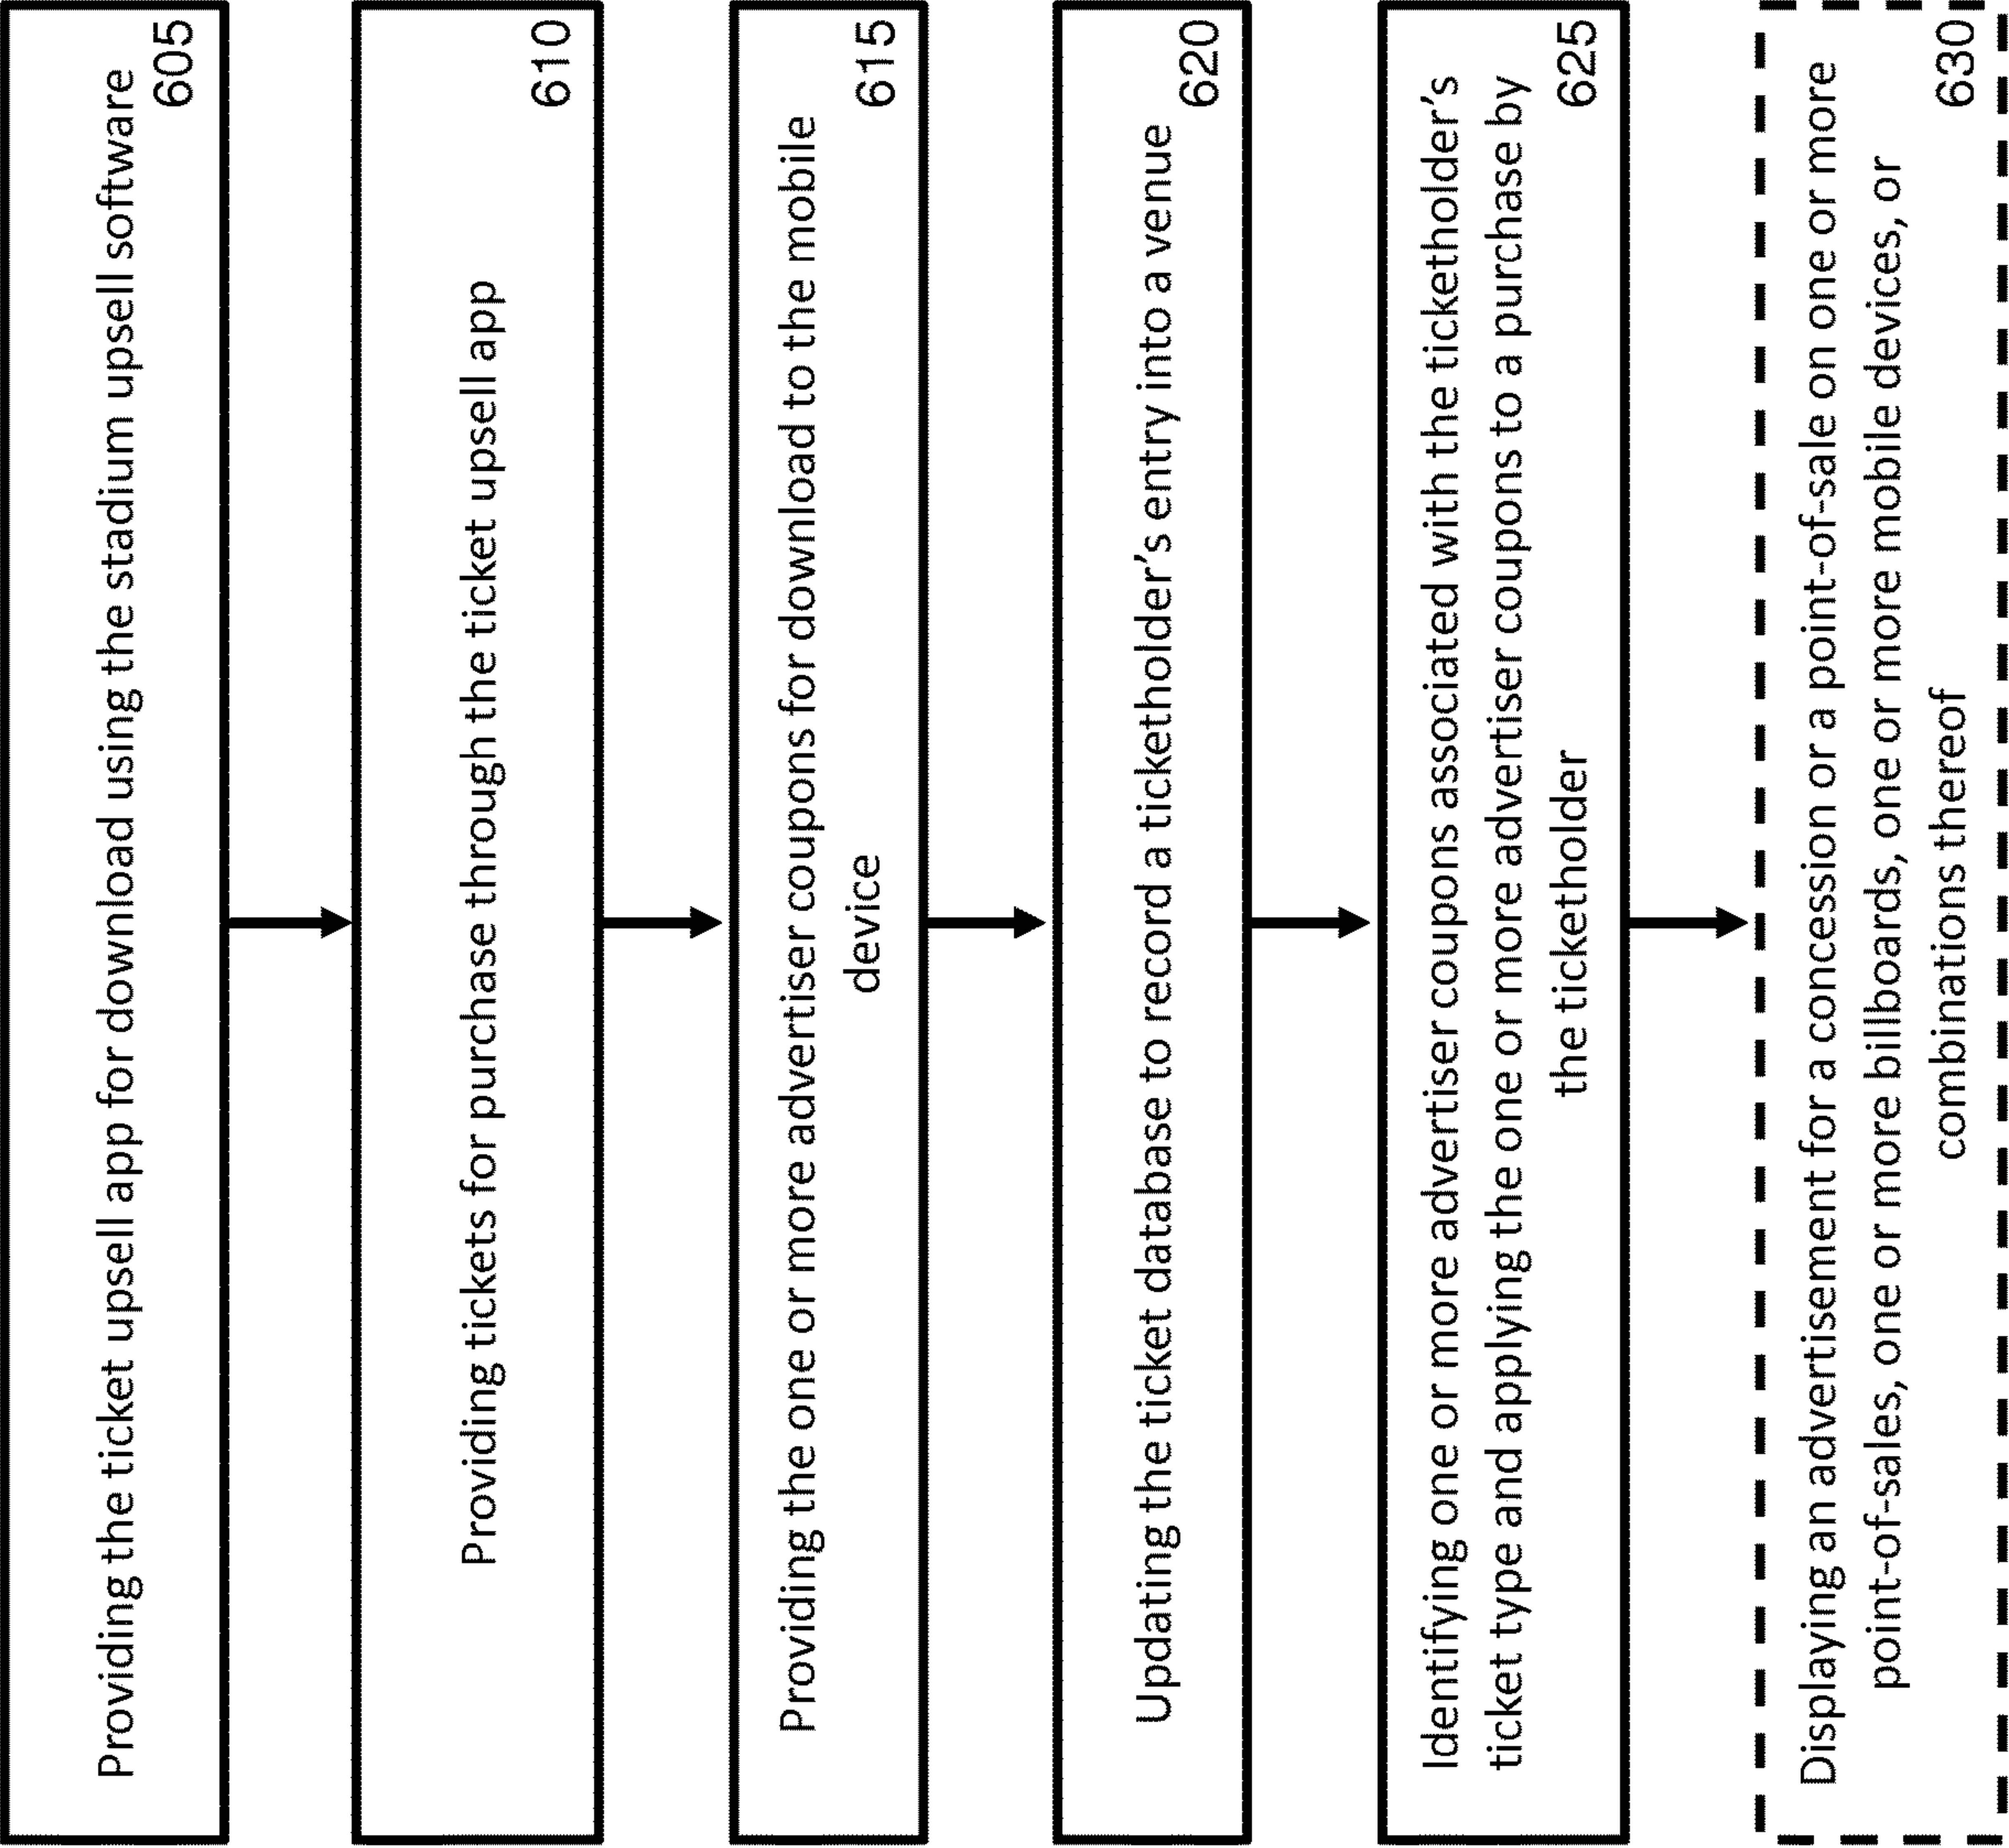 Providing the ticket upsell app for download using the stadium upsell software
605
Providing tickets for purchase through the ticket upsell app
610
Providing the one or more advertiser coupons for download to the mobile
device
615
Updating the ticket database to record a ticketholder's entry into a venue
620
Identifying one or more advertiser coupons associated with the ticketholder's
ticket type and applying the one or more advertiser coupons to a purchase by
the ticketholder
625
Displaying an advertisement for a concession or a point-of-sale on one or more
point-of-sales, one or more billboards, one or more mobile devices, or
combinations thereof
630